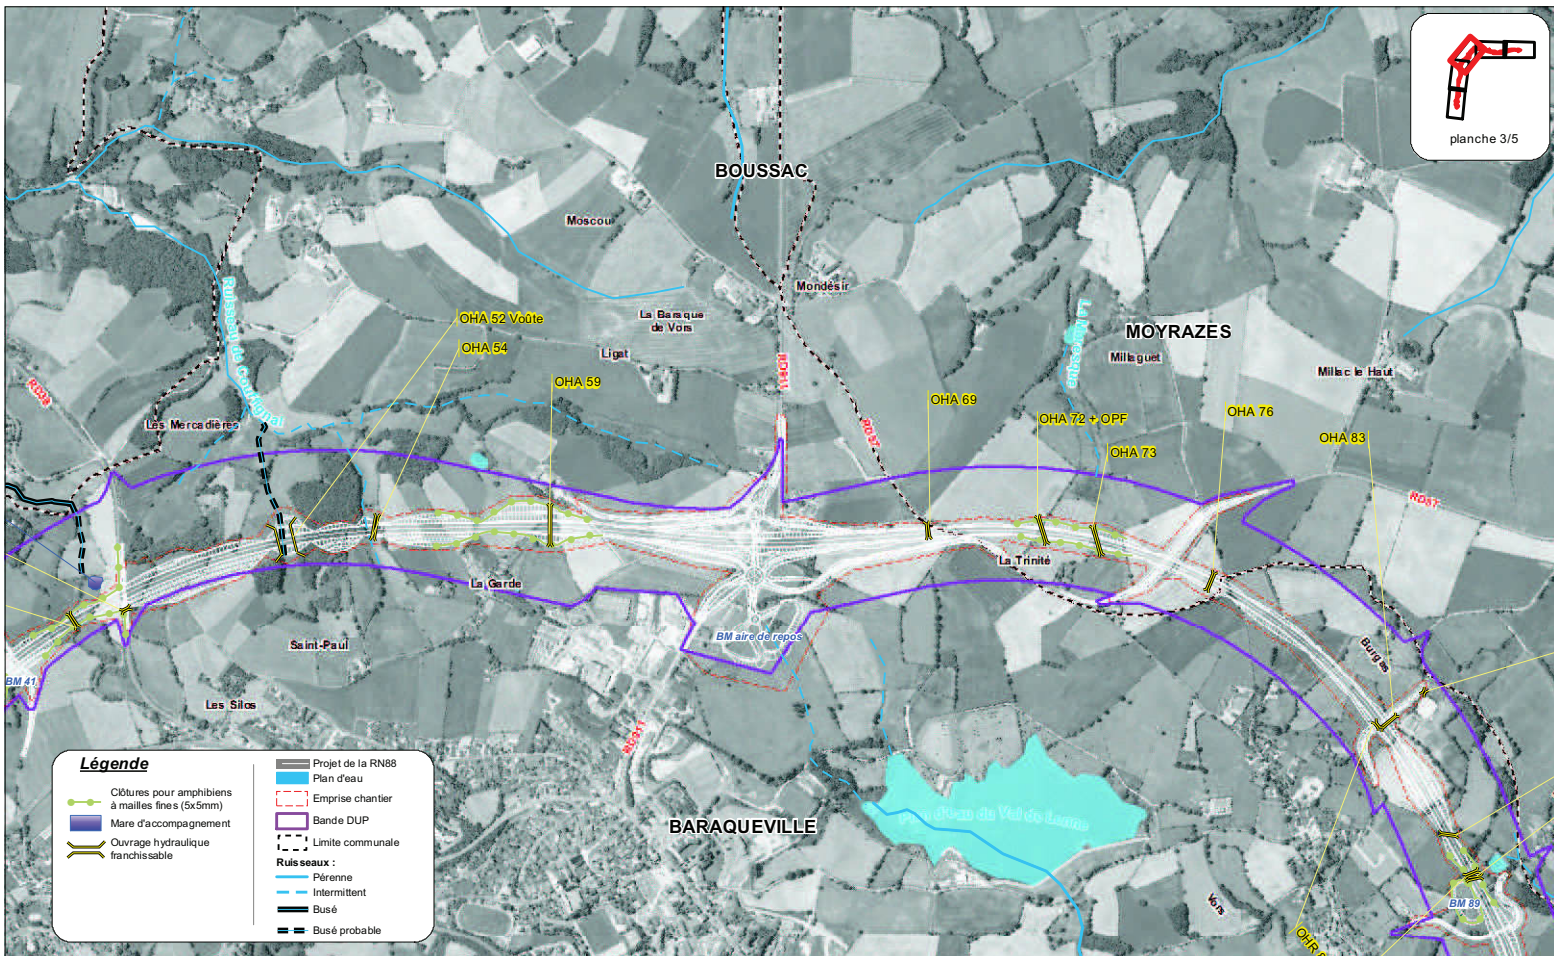 planche 3/5
BOUSSAC
Moscou
Mondésir
Ruisseau de
La Baraque
de Vors
OHA 52 Voûte
OHA 54
Ligat
OHA 59
RD911
La Maresque
MOYRAZES
Millaguet
Millac le Haut
RD38
Les Mercadières
OHA 69
RD57
OHA 72 + OPF
OHA 76
OHA 83
OHA 73
RD57
La Trinité
La Garde
Saint-Paul
BM aire de repos
Burgas
BM 41
Les Silos
RD911
BARAQUEVILLE
Plan d'eau du Val de Lenne
Vors
BM 89
OHR
Légende
Clôtures pour amphibiens
à mailles fines (5x5mm)
Mare d'accompagnement
Ouvrage hydraulique
franchissable
Projet de la RN88
Plan d'eau
Emprise chantier
Bande DUP
Limite communale
Ruisseaux :
Pérenne
Intermittent
Busé
Busé probable